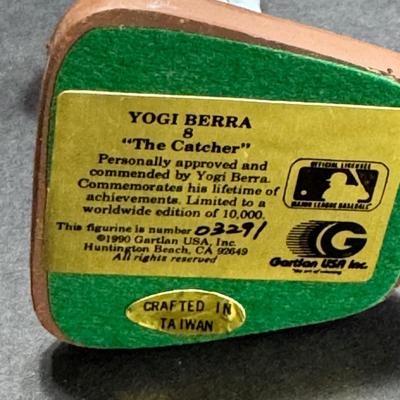 YOGI BERRA
8
"The Catcher"
Personally approved and
commended by Yogi Berra.
Commemorates his lifetime of
achievements. Limited to a
worldwide edition of 10,000.
This figurine is number 03291
©1990 Gartlan USA, Inc.
Huntington Beach, CA 92649
All rights reserved
OFFICIAL LICENSEE
MAJOR LEAGUE BASEBALL
G
Gartlan USA Inc.
CRAFTED IN
TAIWAN